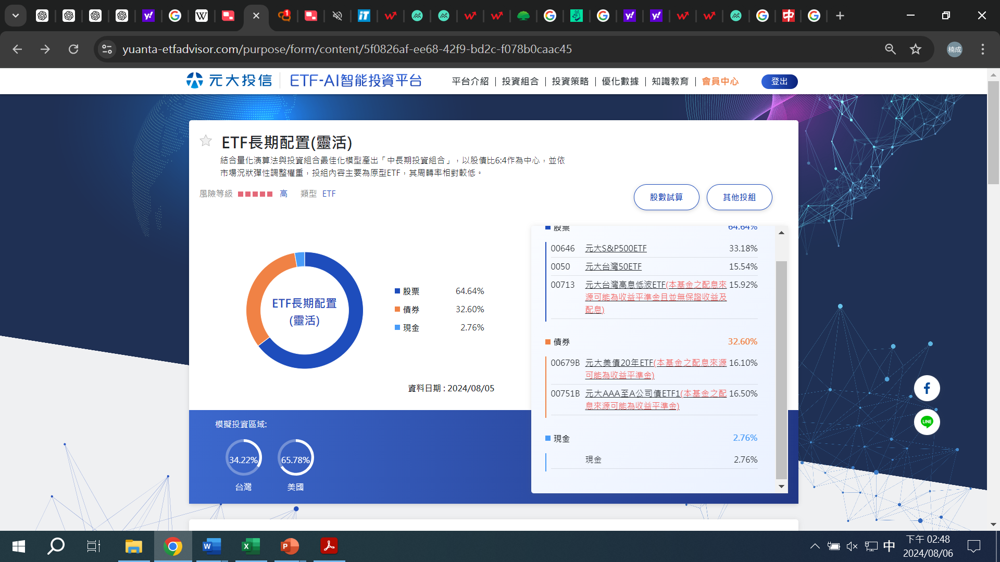 1
yuanta-etfadvisor.com/purpose/form/content/5f0826af-ee68-42f9-bd2c-f078b0caac45
楠成
元大投信
ETF-AI智能投資平台
平台介紹
投資組合
投資策略
優化數據
知識教育
會員中心
登出
ETF長期配置(靈活)
結合量化演算法與投資組合最佳化模型產出「中長期投資組合」，以股債比6:4作為中心，並依
市場況狀彈性調整權重，投組內容主要為原型ETF，其周轉率相對較低。
風險等級 高 類型 ETF
股數試算
其他投組
ETF長期配置
(靈活)
股票 64.64%
債券 32.60%
現金 2.76%
資料日期 : 2024/08/05
股票 64.64%
00646 元大S&P500ETF 33.18%
0050 元大台灣50ETF 15.54%
00713 元大台灣高息低波ETF(本基金之配息來 15.92%
源可能為收益平準金且並無保證收益及
配息)
債券 32.60%
00679B 元大美債20年ETF(本基金之配息來源 16.10%
可能為收益平準金)
00751B 元大AAA至A公司債ETF1(本基金之配 16.50%
息來源可能為收益平準金)
現金 2.76%
現金 2.76%
模擬投資區域:
34.22%
65.78%
台灣
美國
LINE
中
下午 02:48
2024/08/06